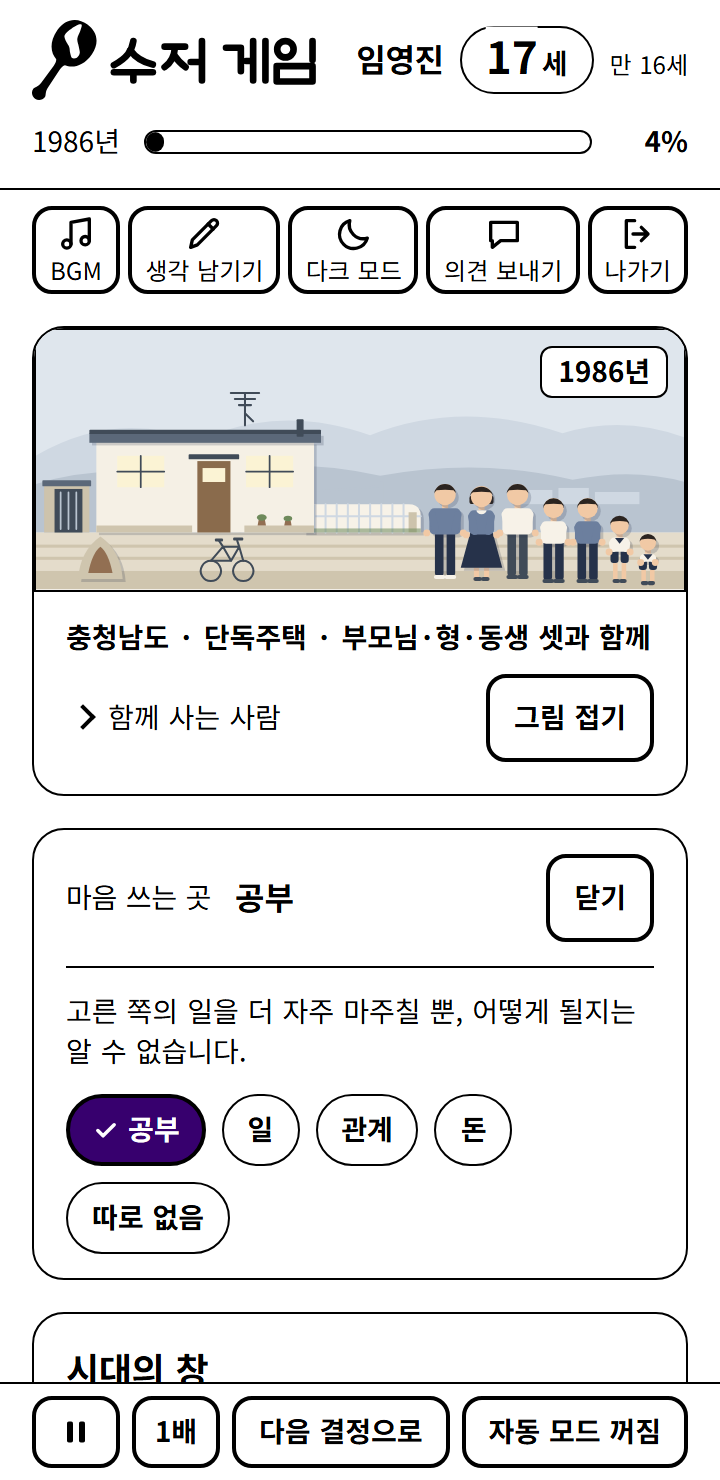 수저 게임 임영진 17세 만 16세
1986년 4%
BGM 생각 남기기 다크 모드 의견 보내기 나가기
1986년
충청남도 · 단독주택 · 부모님·형·동생 셋과 함께
함께 사는 사람 그림 접기
마음 쓰는 곳 공부 닫기
고른 쪽의 일을 더 자주 마주칠 뿐, 어떻게 될지는
알 수 없습니다.
공부 일 관계 돈
따로 없음
시대의 창
1배 다음 결정으로 자동 모드 꺼짐